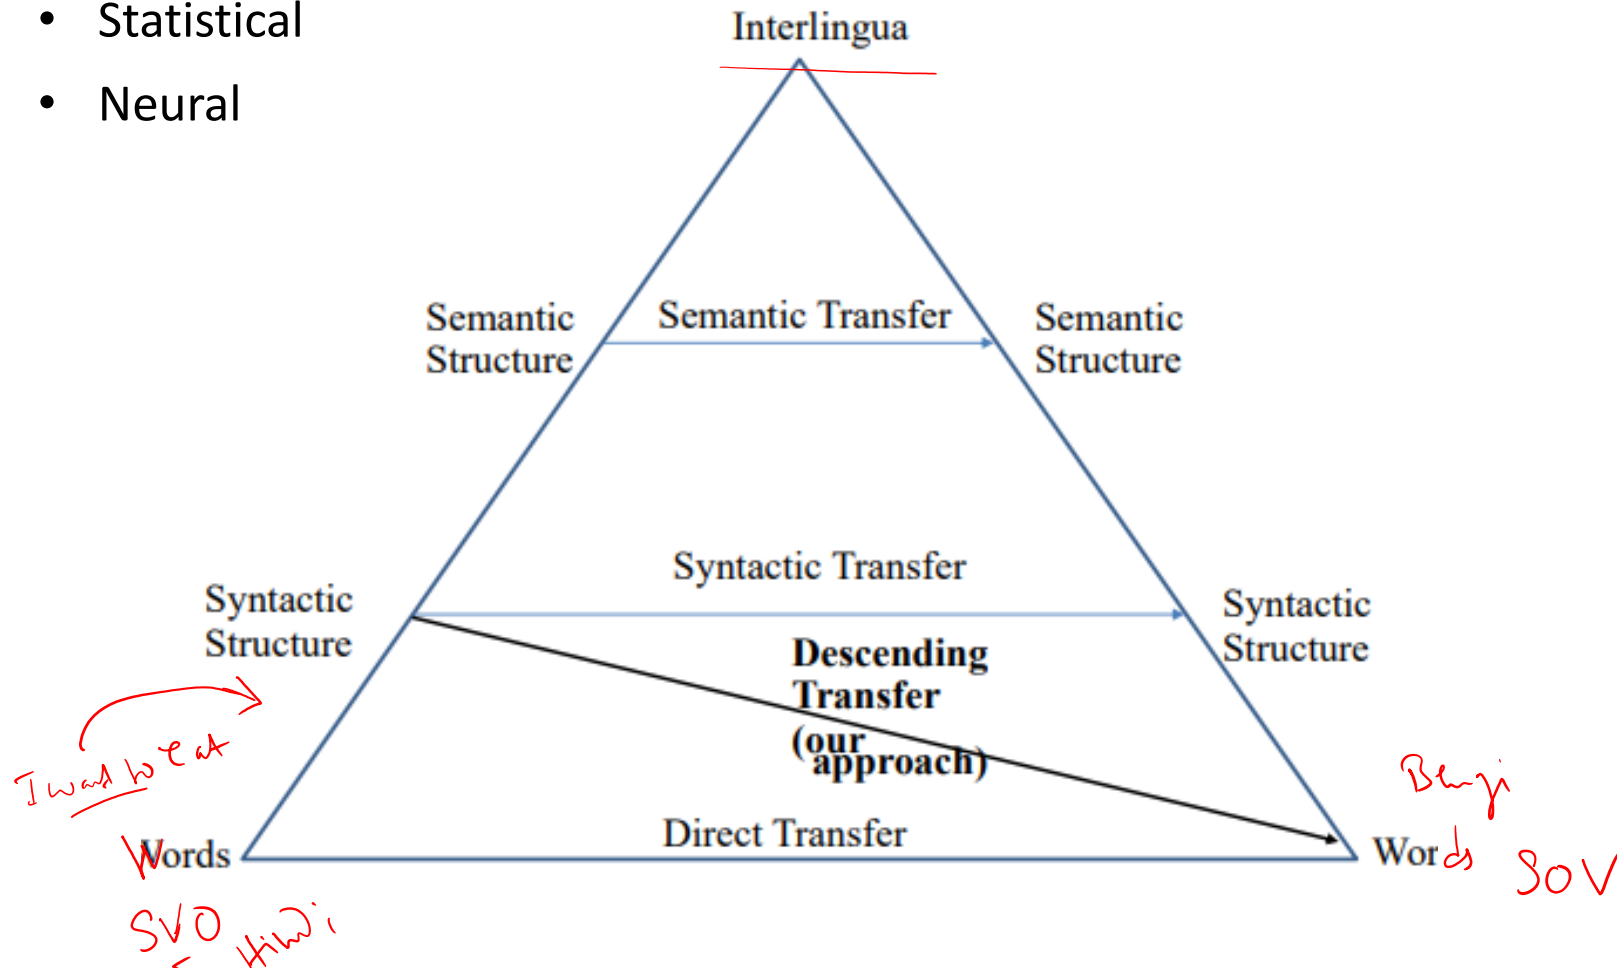 • Statistical
Interlingua
• Neural
Semantic
Structure
Semantic Transfer
Semantic
Structure
Syntactic
Structure
Syntactic Transfer
Syntactic
Structure
Descending
Transfer
(our
approach)
I want to eat
Words
Direct Transfer
Words
SOV
SVO
Hindi